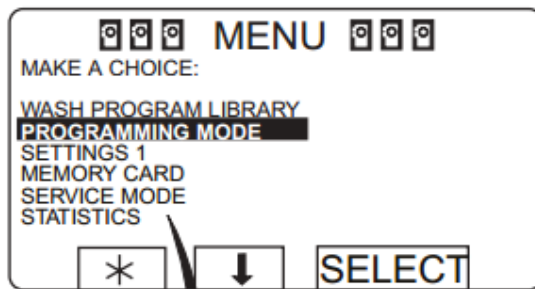 MENU
MAKE A CHOICE:
WASH PROGRAM LIBRARY
PROGRAMMING MODE
SETTINGS 1
MEMORY CARD
SERVICE MODE
STATISTICS
SELECT